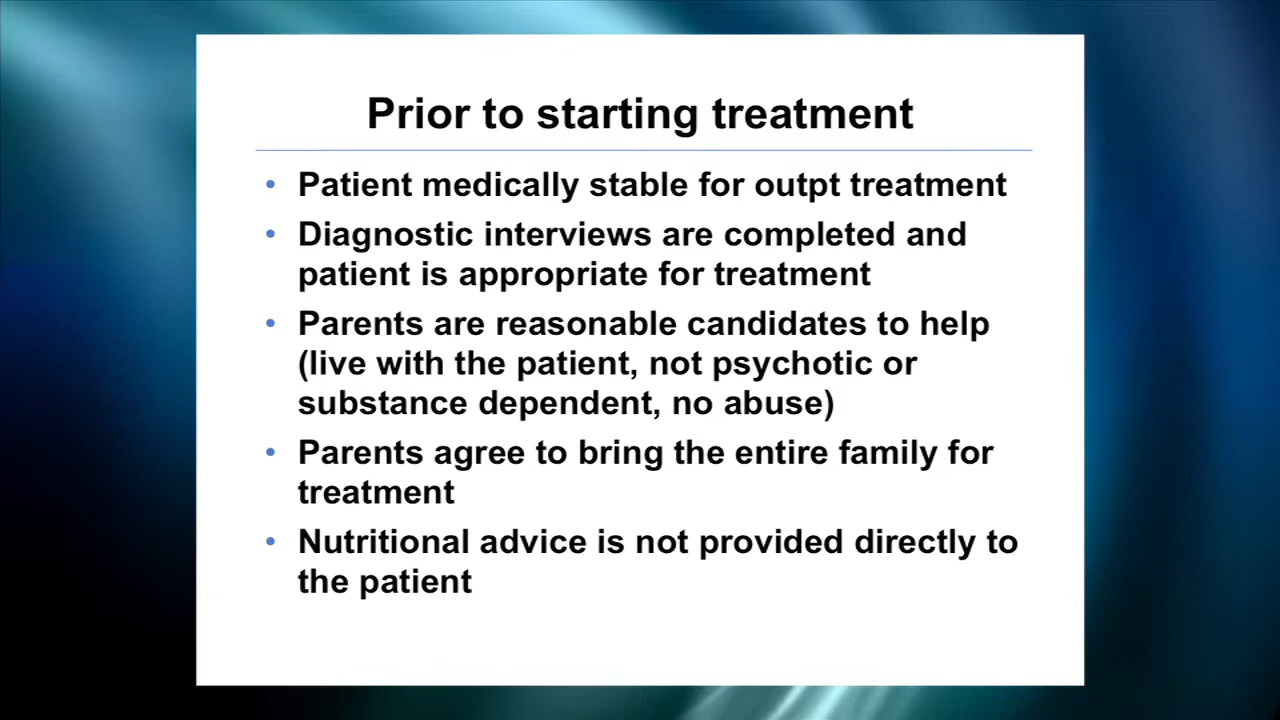 Prior to starting treatment
• Patient medically stable for outpt treatment
• Diagnostic interviews are completed and
patient is appropriate for treatment
• Parents are reasonable candidates to help
(live with the patient, not psychotic or
substance dependent, no abuse)
• Parents agree to bring the entire family for
treatment
• Nutritional advice is not provided directly to
the patient